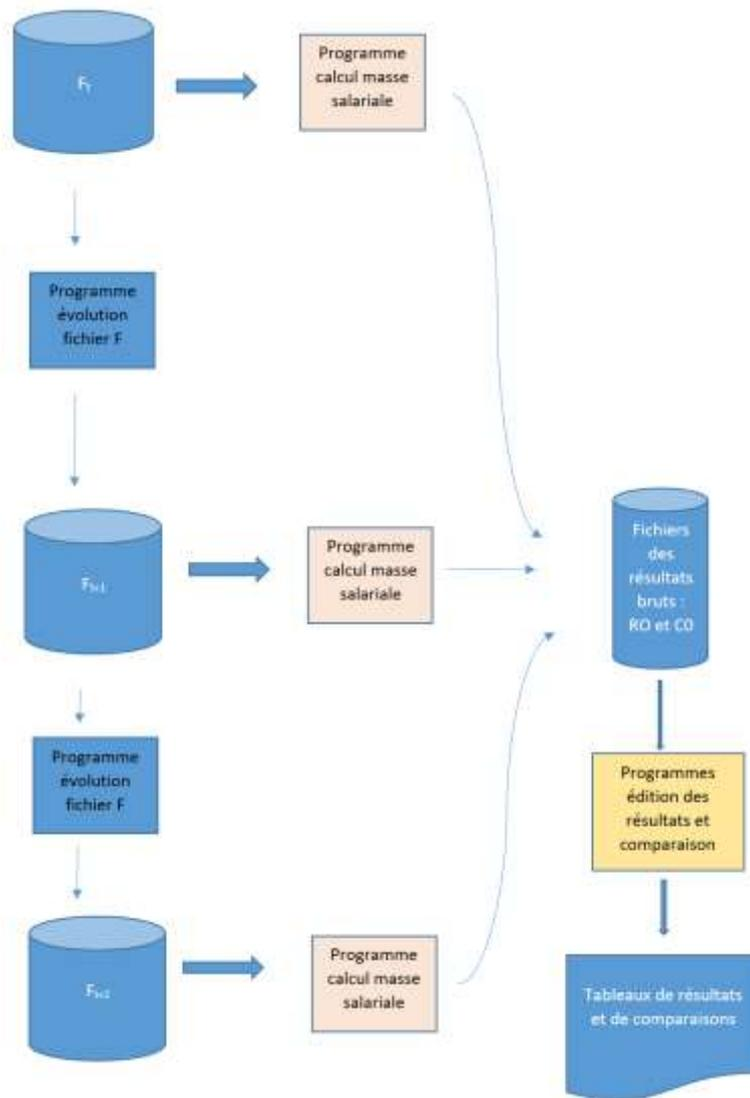 Programme
calcul masse
salariale
Programme
évolution
fichier F
Programme
calcul masse
salariale
Fichiers
des
résultats
bruts :
RO et C0
Programme
évolution
fichier F
Programmes
édition des
résultats et
comparaison
Programme
calcul masse
salariale
Tableaux de résultats
et de comparaisons